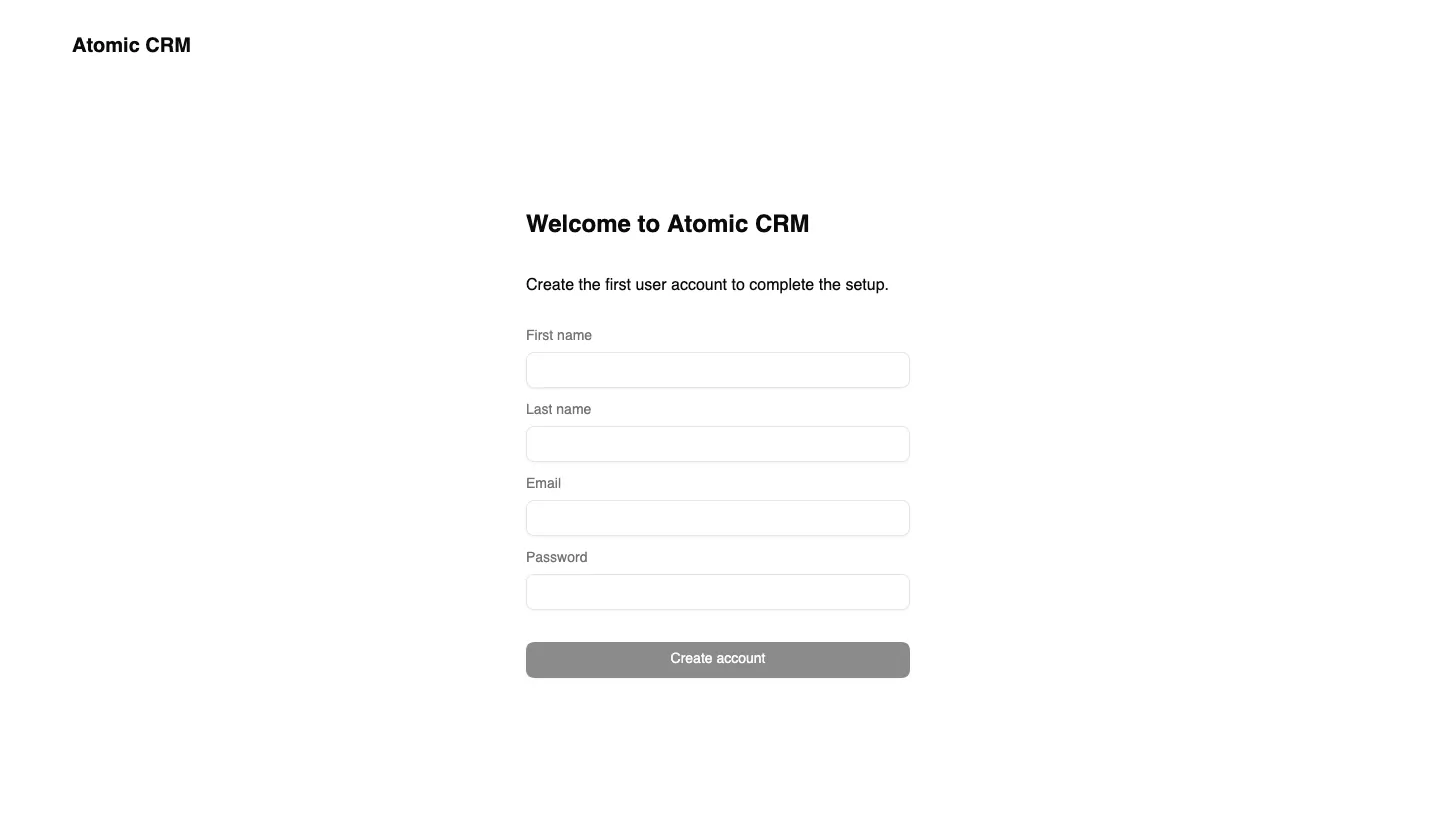 Atomic CRM
Welcome to Atomic CRM
Create the first user account to complete the setup.
First name
Last name
Email
Password
Create account